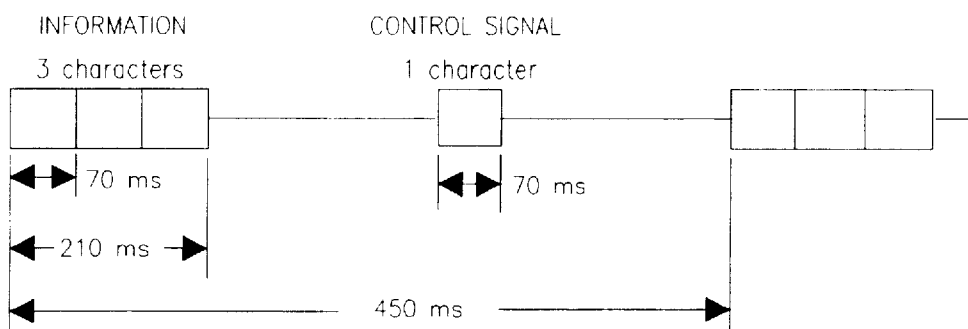 INFORMATION
3 characters
CONTROL SIGNAL
1 character
70 ms
70 ms
210 ms
450 ms